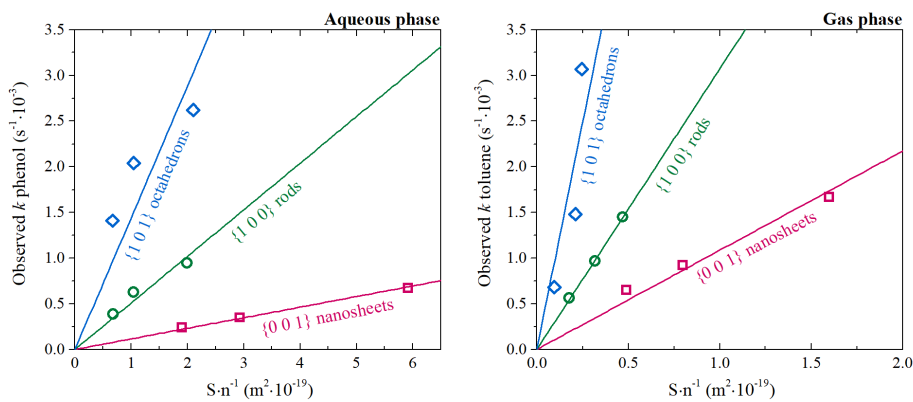 Aqueous phase
3.5
3.0
2.5
2.0
1.5
1.0
0.5
0.0
0 1 2 3 4 5 6
Observed k phenol (s⁻¹·10⁻³)
S·n⁻¹ (m²·10⁻¹⁹)
{1 0 1} octahedrons
{1 0 0} rods
{0 0 1} nanosheets
Gas phase
3.5
3.0
2.5
2.0
1.5
1.0
0.5
0.0
0.0 0.5 1.0 1.5 2.0
Observed k toluene (s⁻¹·10⁻³)
S·n⁻¹ (m²·10⁻¹⁹)
{1 0 1} octahedrons
{1 0 0} rods
{0 0 1} nanosheets